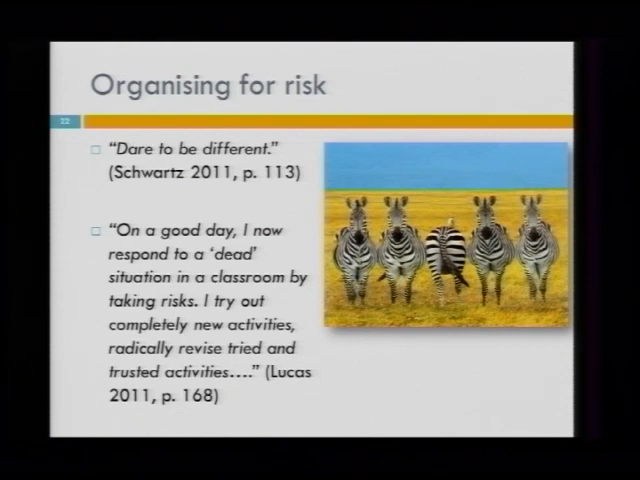 Organising for risk
22
“Dare to be different.”
(Schwartz 2011, p. 113)
“On a good day, I now
respond to a ‘dead’
situation in a classroom by
taking risks. I try out
completely new activities,
radically revise tried and
trusted activities….” (Lucas
2011, p. 168)